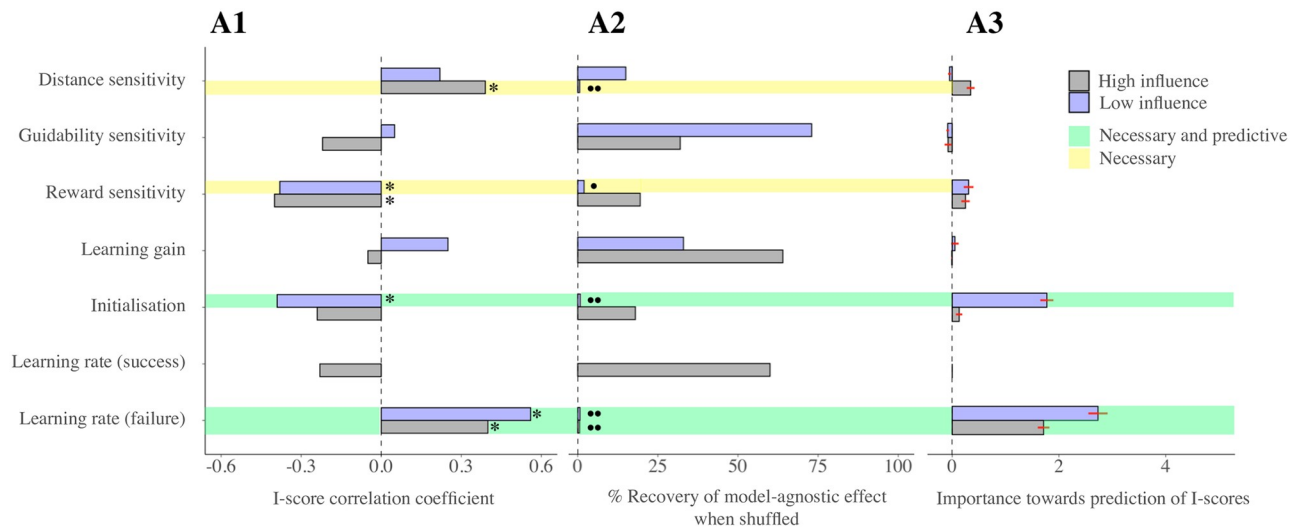 A1
A2
A3
Distance sensitivity
Guidability sensitivity
Reward sensitivity
Learning gain
Initialisation
Learning rate (success)
Learning rate (failure)
*
*
*
*
*
*
••
•
••
••
••
High influence
Low influence
Necessary and predictive
Necessary
-0.6 -0.3 0.0 0.3 0.6
0 25 50 75 100
0 2 4
I-score correlation coefficient
% Recovery of model-agnostic effect
when shuffled
Importance towards prediction of I-scores